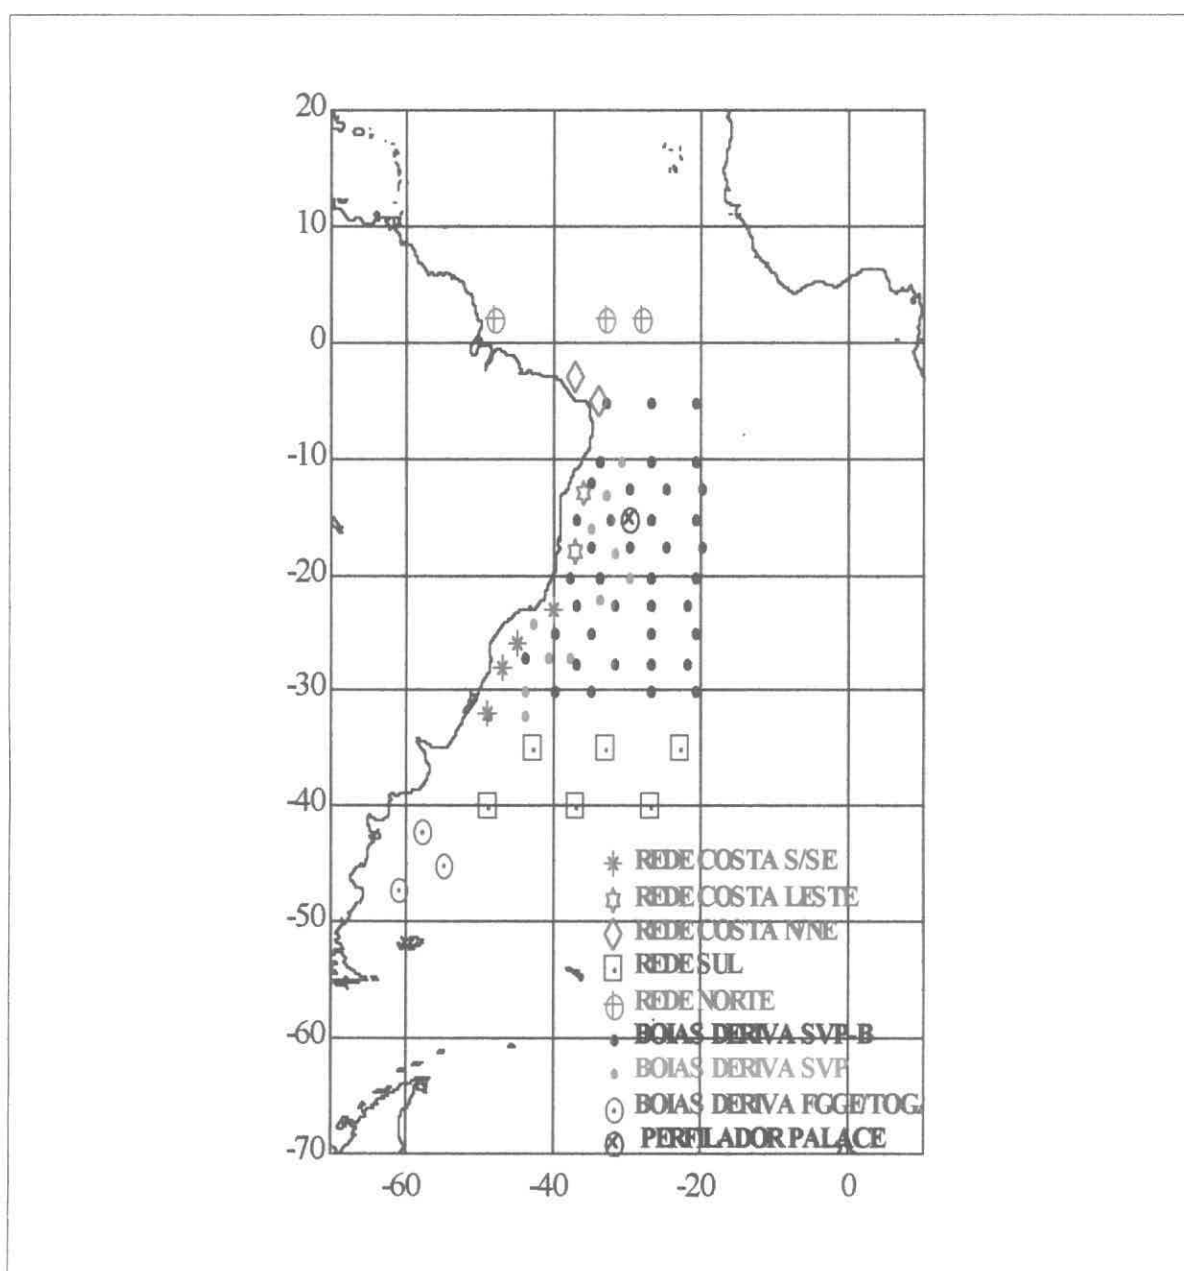 20
10
0
-10
-20
-30
-40
-50
-60
-70
-60 -40 -20 0
REDE COSTA S/SE
REDE COSTA LESTE
REDE COSTA N/NE
REDE SUL
REDE NORTE
BOIAS DERIVA SVP-B
BOIAS DERIVA SVP
BOIAS DERIVA FGGE/TOGA
PERFILADOR PALACE